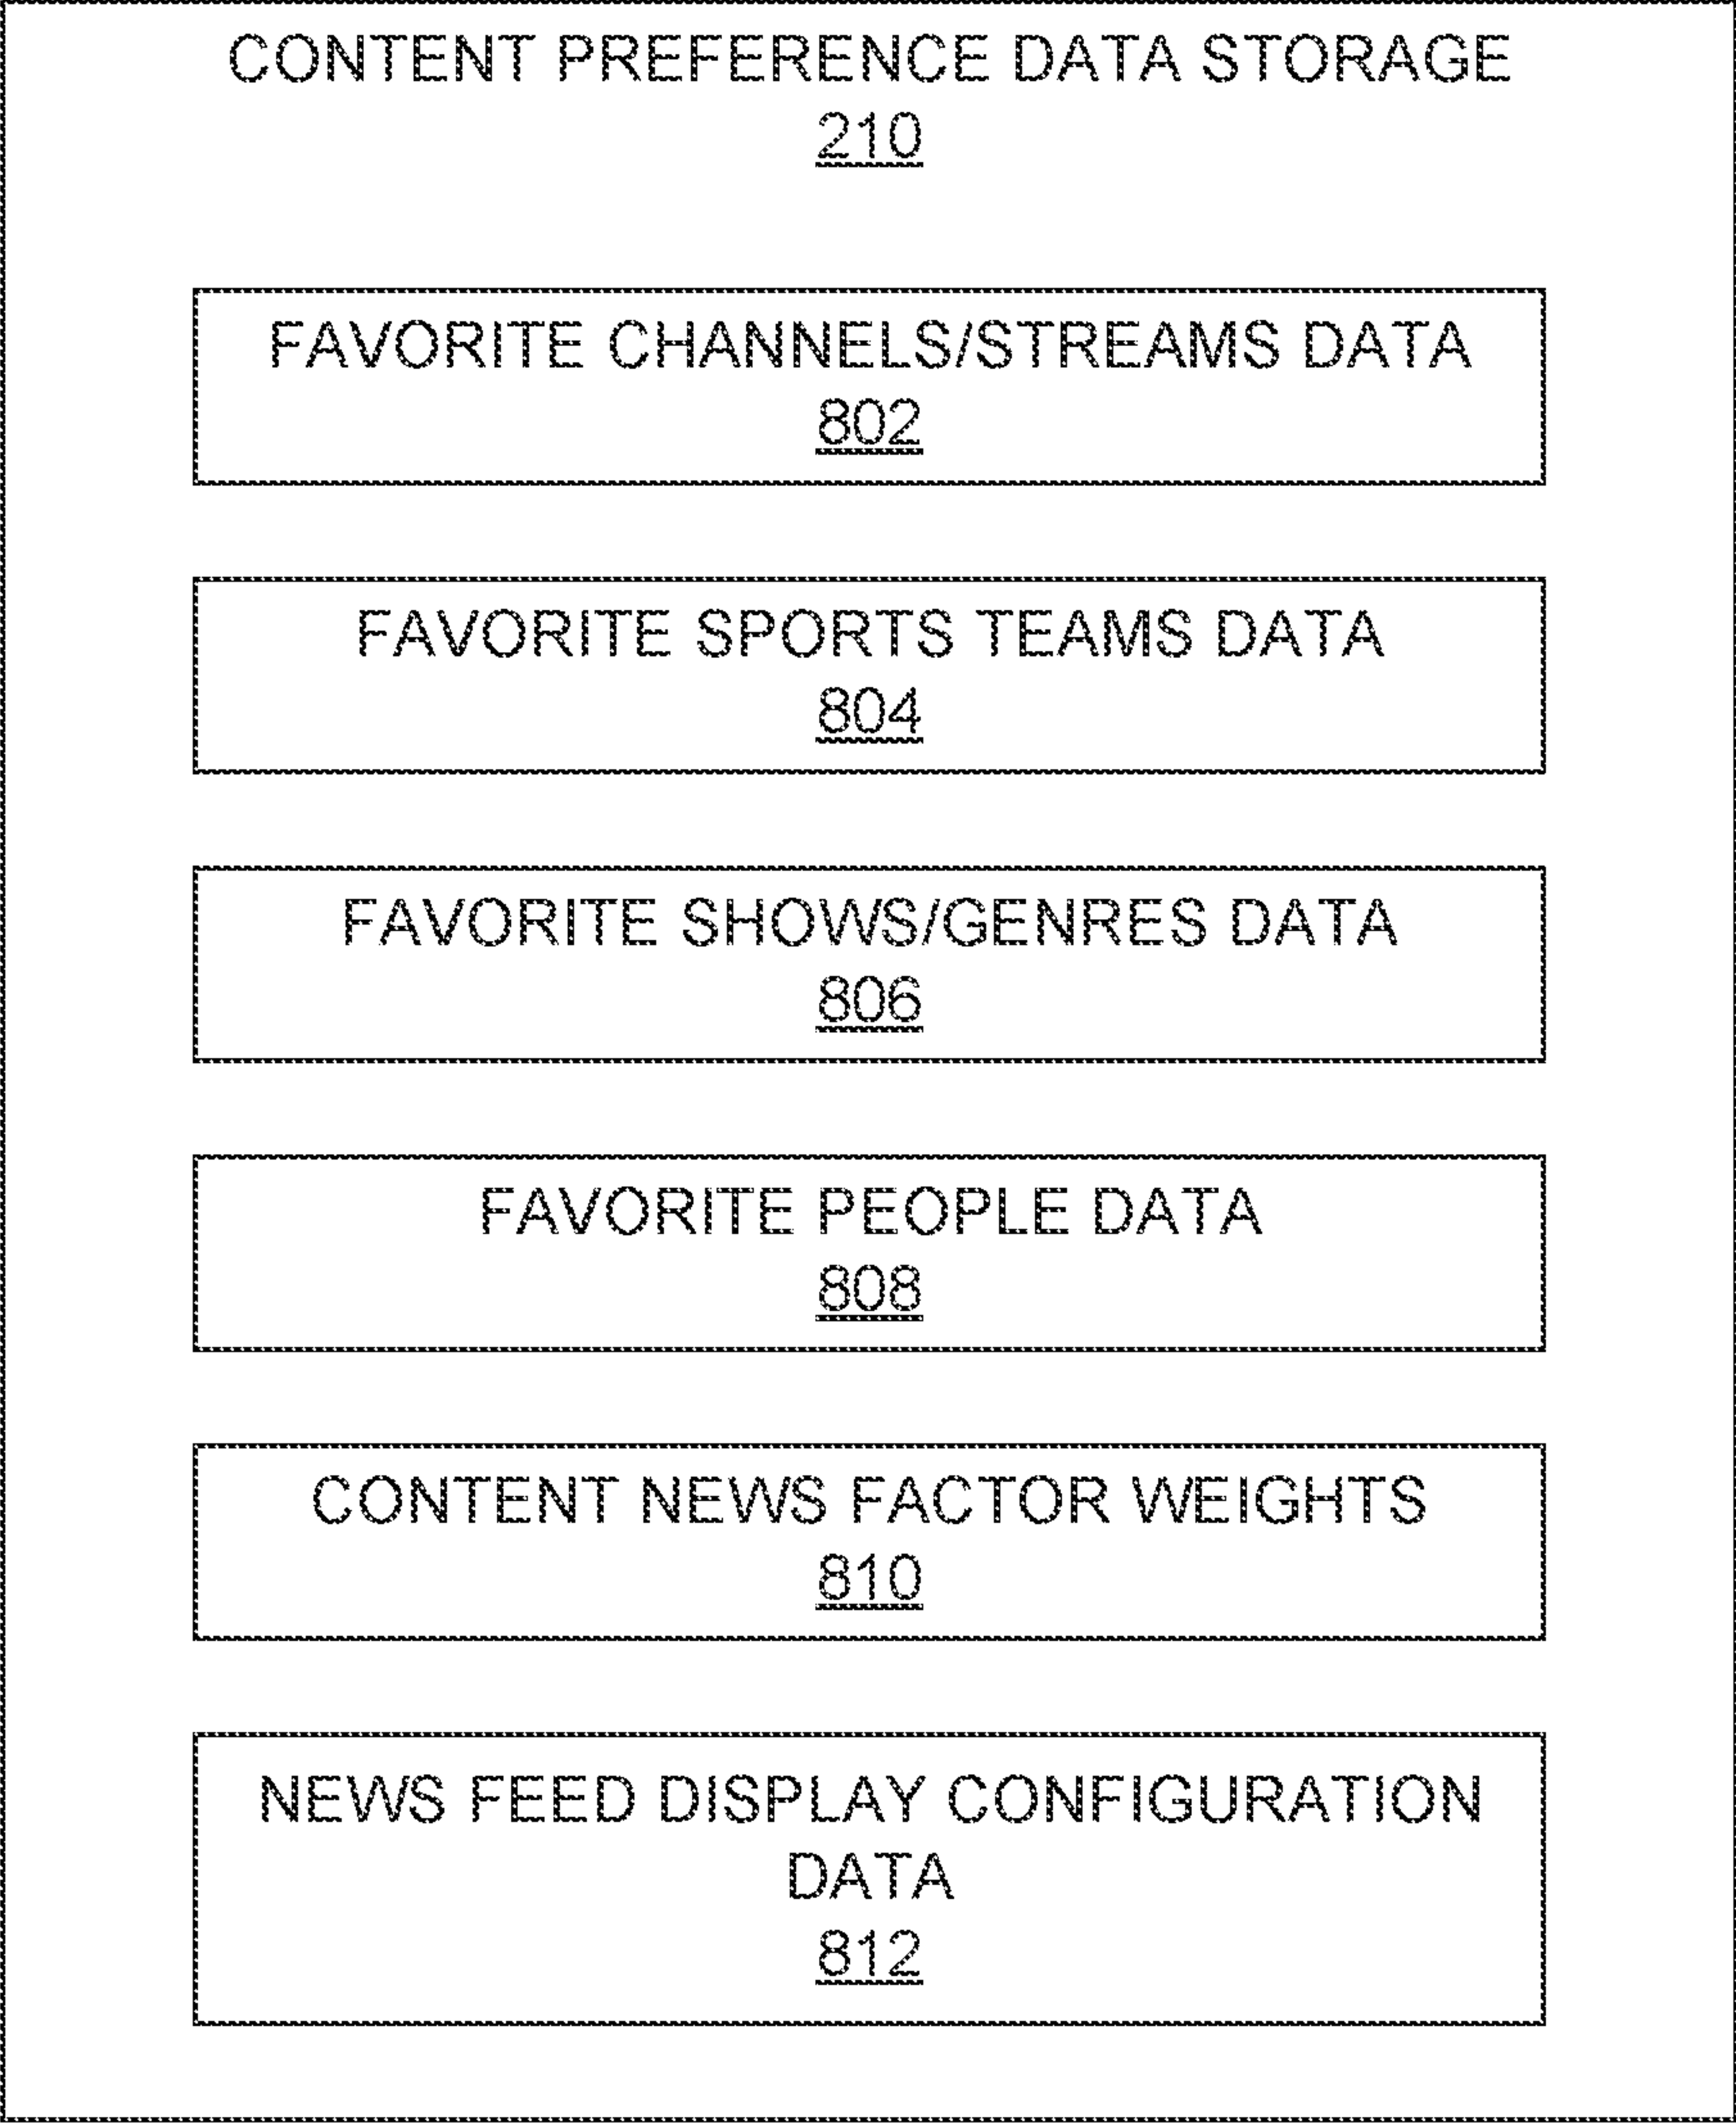 CONTENT PREFERENCE DATA STORAGE
210
FAVORITE CHANNELS/STREAMS DATA
802
FAVORITE SPORTS TEAMS DATA
804
FAVORITE SHOWS/GENRES DATA
806
FAVORITE PEOPLE DATA
808
CONTENT NEWS FACTOR WEIGHTS
810
NEWS FEED DISPLAY CONFIGURATION
DATA
812